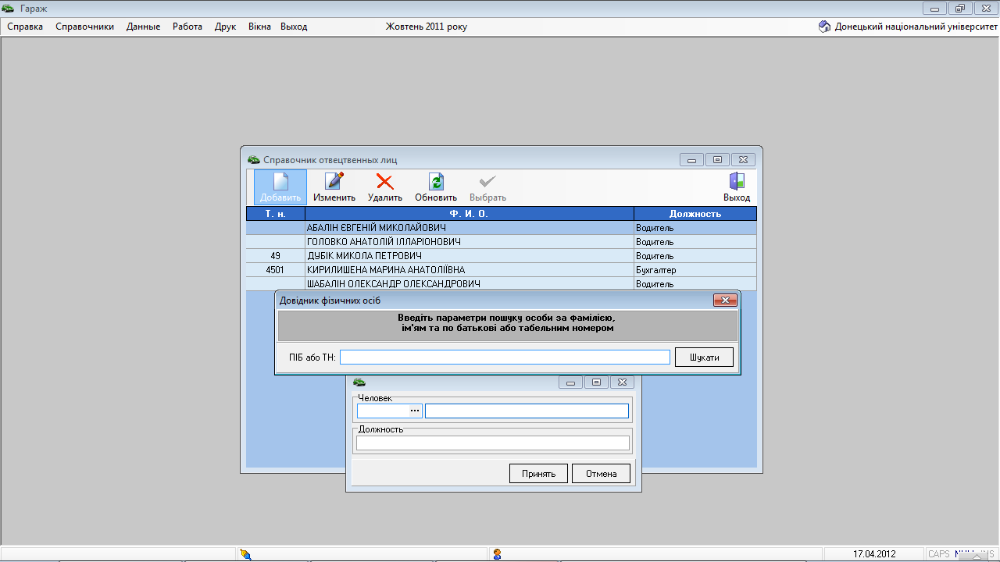 Гараж
Справка Справочники Данные Работа Друк Вікна Выход Жовтень 2011 року Донецький національний університет
Справочник отвецтвенных лиц
Добавить Изменить Удалить Обновить Выбрать Выход
Т. н. Ф. И. О. Должность
АБАЛІН ЄВГЕНІЙ МИКОЛАЙОВИЧ Водитель
ГОЛОВКО АНАТОЛІЙ ІЛЛАРІОНОВИЧ Водитель
49 ДУБІК МИКОЛА ПЕТРОВИЧ Водитель
4501 КИРИЛИШЕНА МАРИНА АНАТОЛІЇВНА Бухгалтер
ШАБАЛІН ОЛЕКСАНДР ОЛЕКСАНДРОВИЧ Водитель
Довідник фізичних осіб
Введіть параметри пошуку особи за фамілією,
ім'ям та по батькові або табельним номером
ПІБ або ТН: Шукати
Человек
...
Должность
Принять Отмена
17.04.2012 CAPS